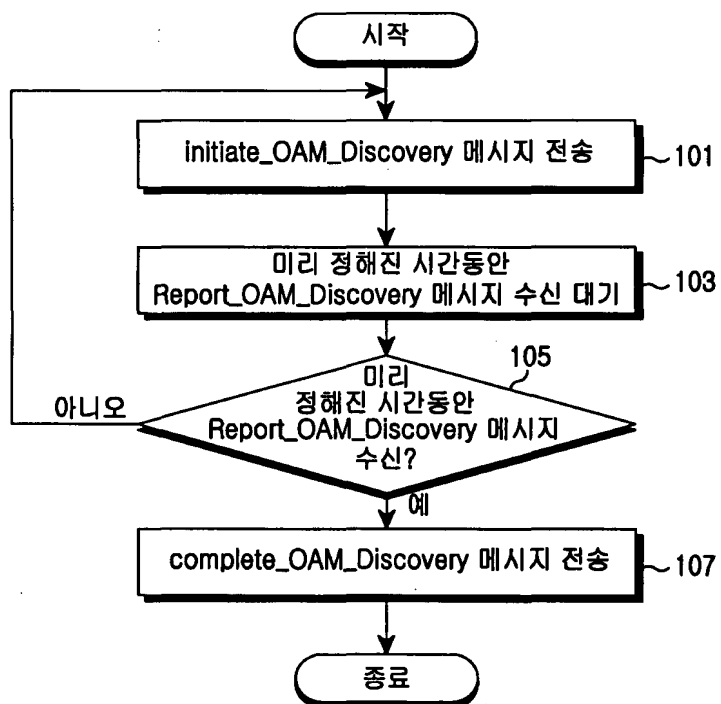 시작
initiate_OAM_Discovery 메시지 전송
101
미리 정해진 시간동안
Report_OAM_Discovery 메시지 수신 대기
103
105
미리
정해진 시간동안
Report_OAM_Discovery 메시지
수신?
아니오
예
complete_OAM_Discovery 메시지 전송
107
종료